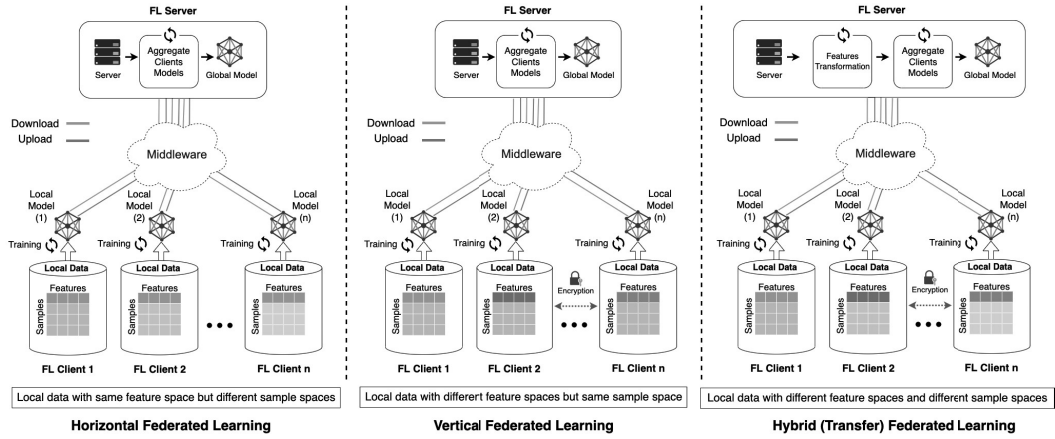 FL Server
Server
Aggregate
Clients
Models
Global Model
Download
Upload
Middleware
Local
Model
(1)
Local
Model
(2)
Local
Model
(n)
Training
Training
Training
Local Data
Local Data
Local Data
Features
Samples
Features
Samples
Features
Samples
FL Client 1
FL Client 2
FL Client n
Local data with same feature space but different sample spaces
Horizontal Federated Learning
FL Server
Server
Aggregate
Clients
Models
Global Model
Download
Upload
Middleware
Local
Model
(1)
Local
Model
(2)
Local
Model
(n)
Training
Training
Training
Local Data
Local Data
Local Data
Encryption
Features
Samples
Features
Samples
Features
Samples
FL Client 1
FL Client 2
FL Client n
Local data with different feature spaces but same sample space
Vertical Federated Learning
FL Server
Server
Features
Transformation
Aggregate
Clients
Models
Global Model
Download
Upload
Middleware
Local
Model
(1)
Local
Model
(2)
Local
Model
(n)
Training
Training
Training
Local Data
Local Data
Local Data
Encryption
Features
Samples
Features
Samples
Features
Samples
FL Client 1
FL Client 2
FL Client n
Local data with different feature spaces and different sample spaces
Hybrid (Transfer) Federated Learning